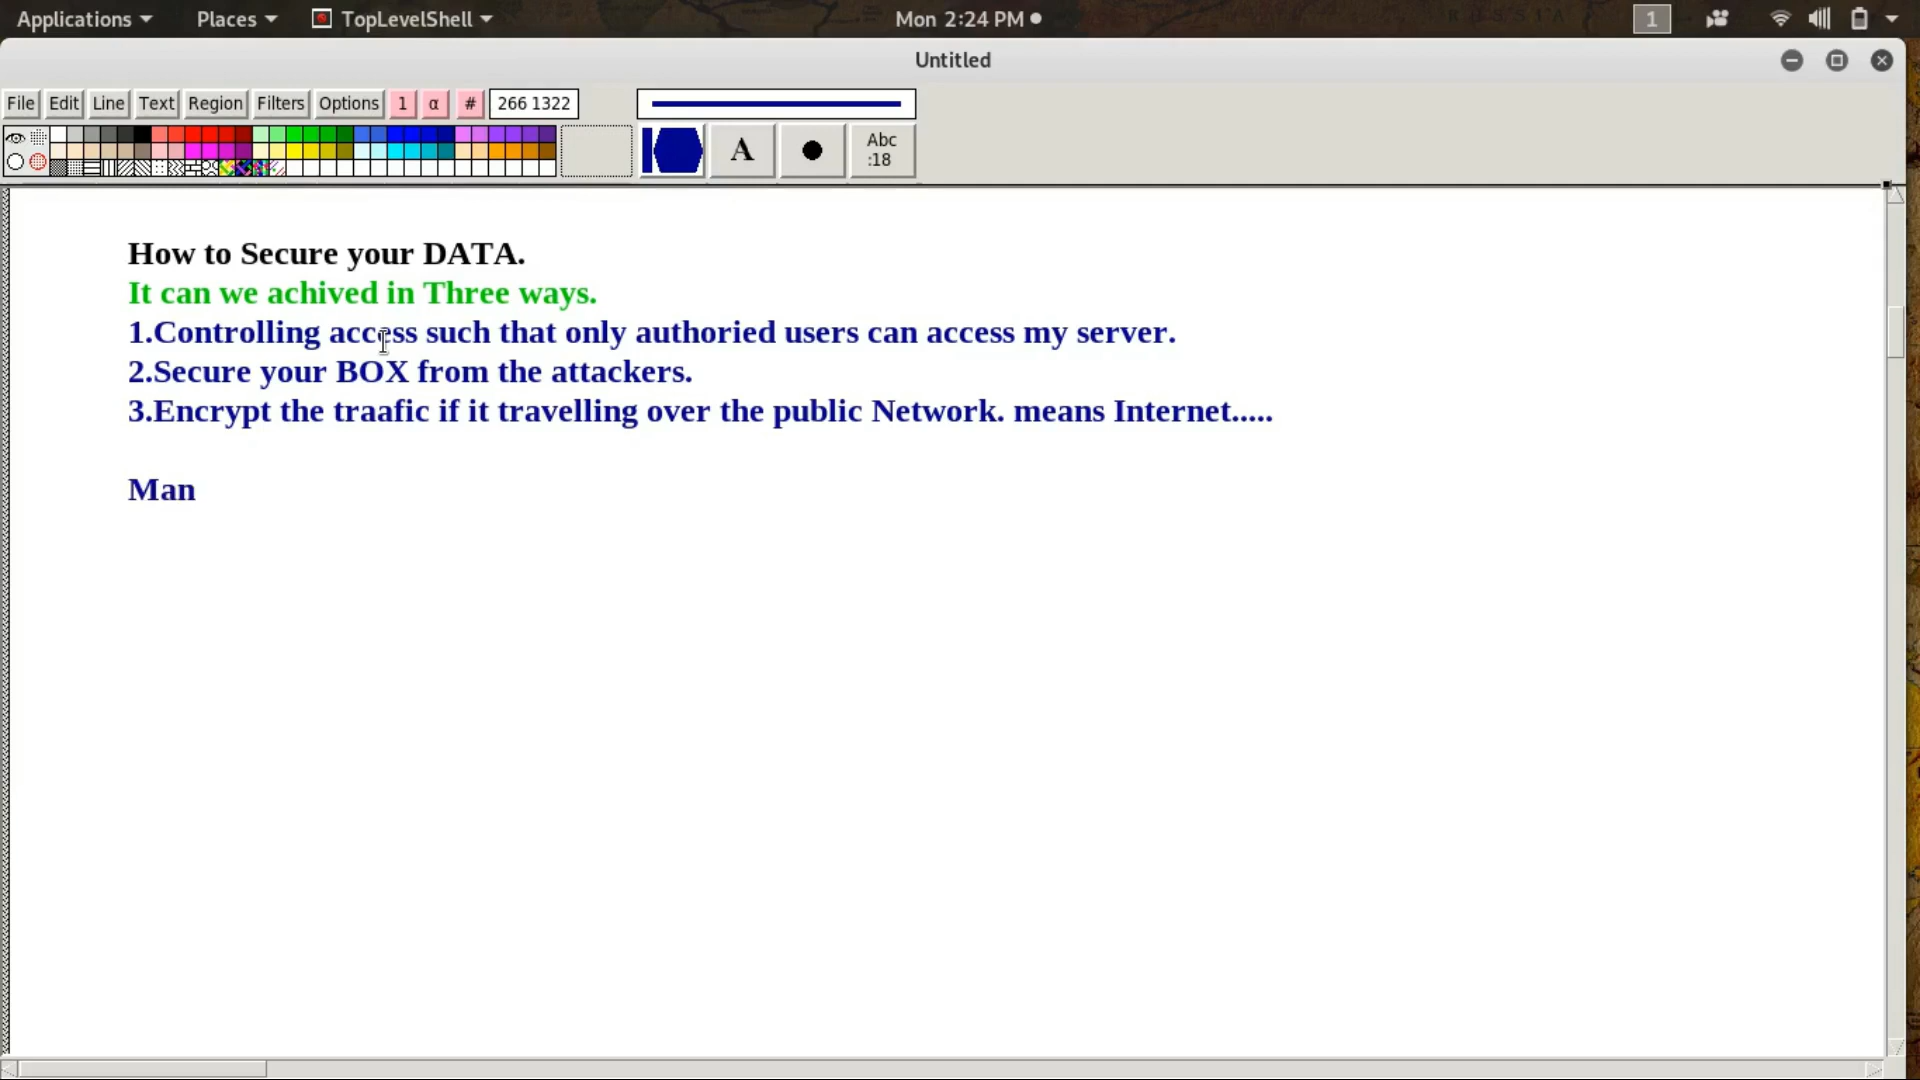 Applications Places TopLevelShell Mon 2:24 PM 1
Untitled
File Edit Line Text Region Filters Options 1 α # 266 1322
A Abc
:18
How to Secure your DATA.
It can we achived in Three ways.
1.Controlling access such that only authoried users can access my server.
2.Secure your BOX from the attackers.
3.Encrypt the traafic if it travelling over the public Network. means Internet.....
Man